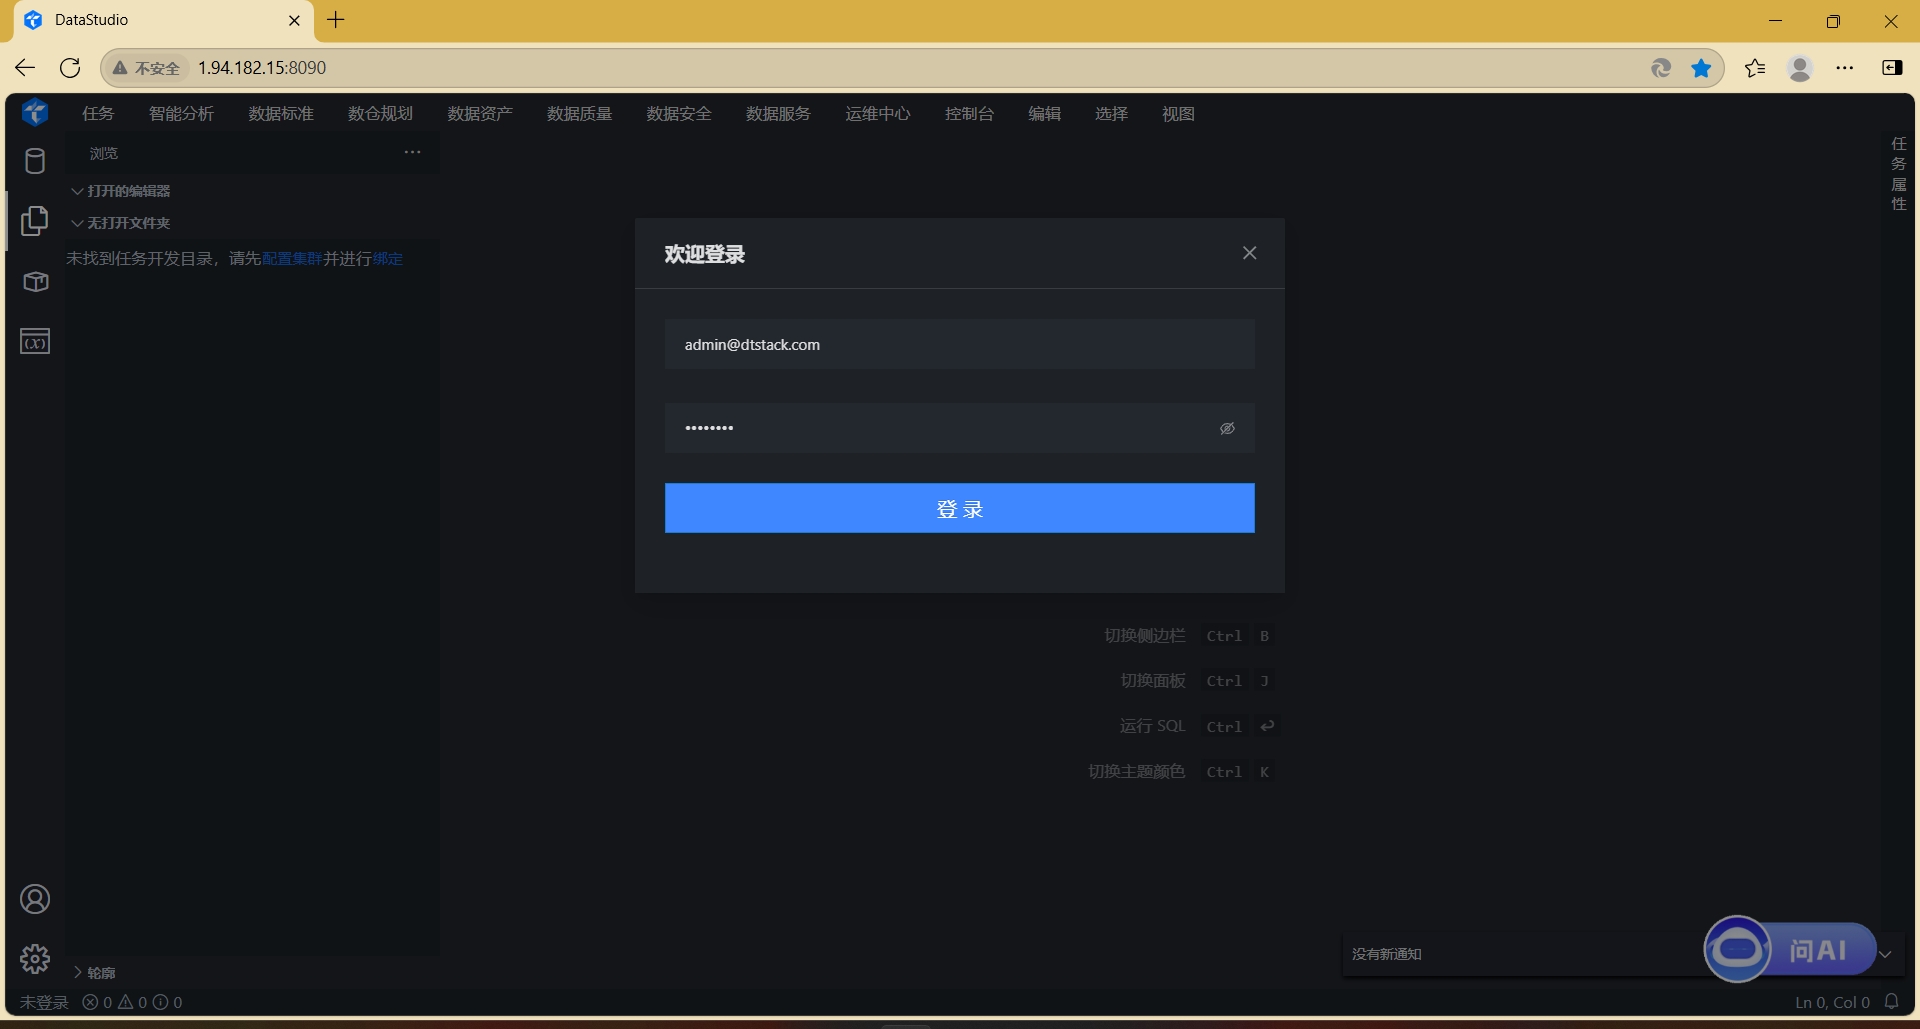 DataStudio
不安全 1.94.182.15:8090
任务 智能分析 数据标准 数仓规划 数据资产 数据质量 数据安全 数据服务 运维中心 控制台 编辑 选择 视图
浏览
打开的编辑器
无打开文件夹
未找到任务开发目录，请先配置集群并进行绑定
任务属性
欢迎登录
admin@dtstack.com
••••••••
登 录
切换侧边栏 Ctrl B
切换面板 Ctrl J
运行 SQL Ctrl ↵
切换主题颜色 Ctrl K
没有新通知
问AI
轮廓
未登录 0 0 0
Ln 0, Col 0